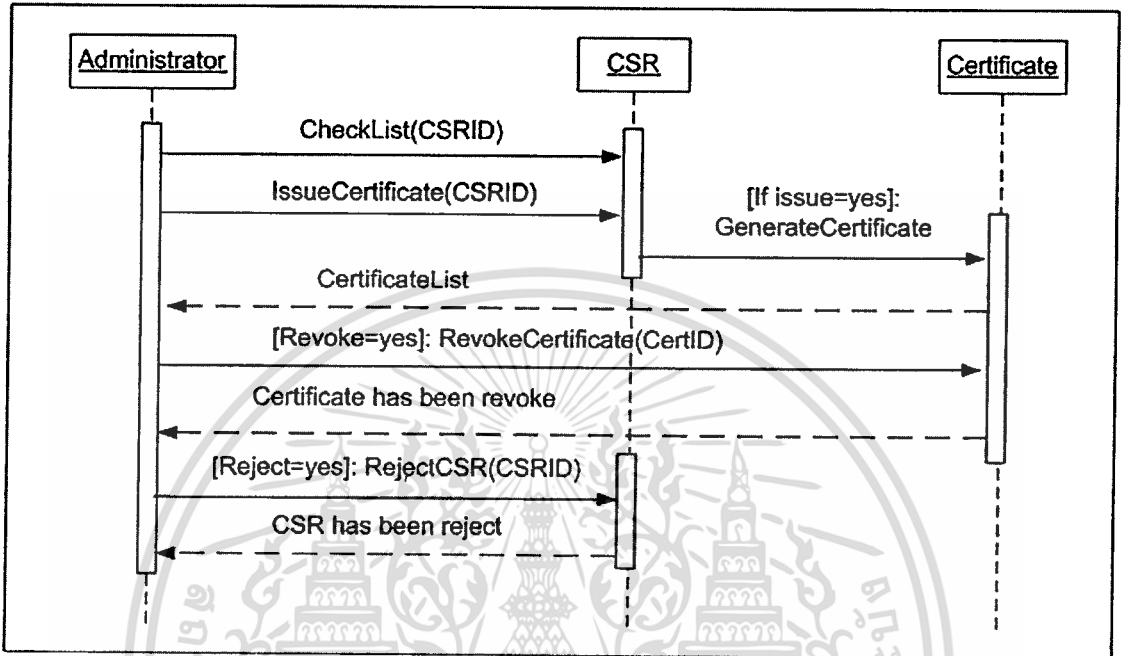 Administrator
CSR
Certificate
CheckList(CSRID)
IssueCertificate(CSRID)
[If issue=yes]:
GenerateCertificate
CertificateList
[Revoke=yes]: RevokeCertificate(CertID)
Certificate has been revoke
[Reject=yes]: RejectCSR(CSRID)
CSR has been reject